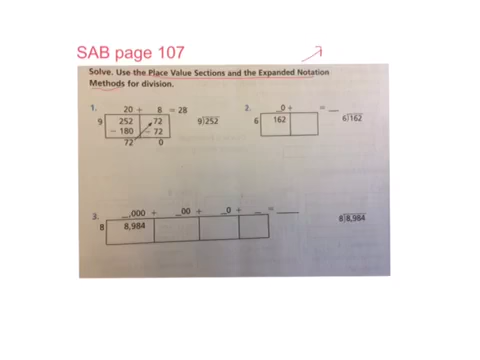 SAB page 107
Solve. Use the Place Value Sections and the Expanded Notation
Methods for division.
1. 20 + 8 = 28
9 252 72 9)252
− 180 − 72
72 0
2. _0 + = __
6 162 6)162
3. _,000 + _00 + _0 + _ = ___
8 8,984 8)8,984